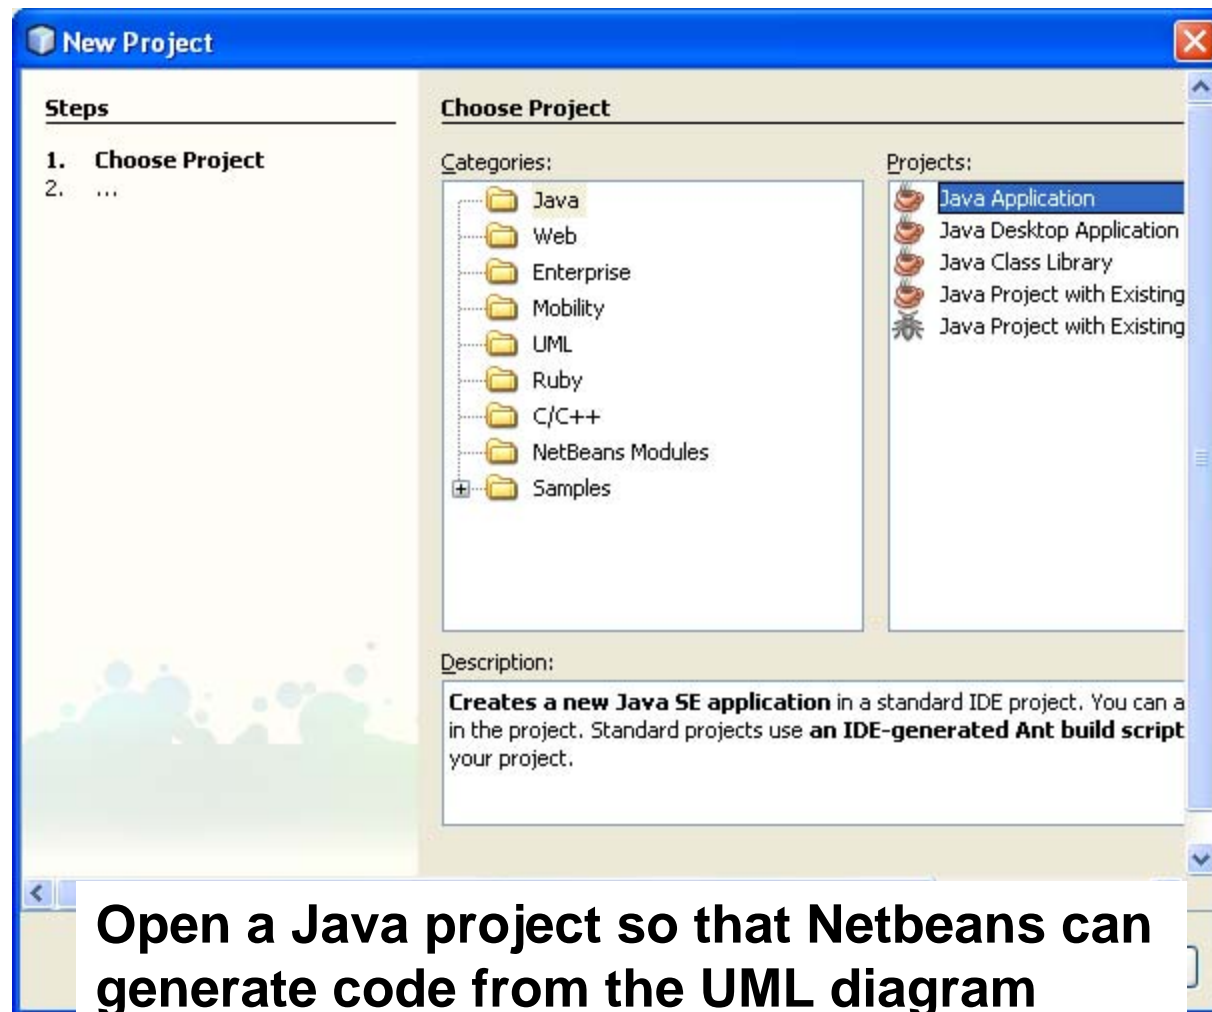 New Project
Steps
1. Choose Project
2. ...
Choose Project
Categories:
Java
Web
Enterprise
Mobility
UML
Ruby
C/C++
NetBeans Modules
Samples
Projects:
Java Application
Java Desktop Application
Java Class Library
Java Project with Existing
Java Project with Existing
Description:
Creates a new Java SE application in a standard IDE project. You can a
in the project. Standard projects use an IDE-generated Ant build script
your project.
Open a Java project so that Netbeans can
generate code from the UML diagram